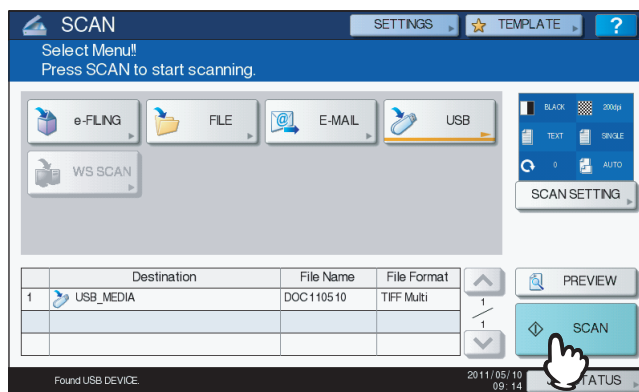 SCAN
SETTINGS
TEMPLATE
?
Select Menu!!
Press SCAN to start scanning.
e-FILING
FILE
@
E-MAIL
USB
WS SCAN
BLACK
200dpi
TEXT
SINGLE
0
AUTO
SCAN SETTING
Destination File Name File Format
1 USB_MEDIA DOC110510 TIFF Multi
1
1
PREVIEW
SCAN
Found USB DEVICE.
2011/05/10
09:14
TATUS